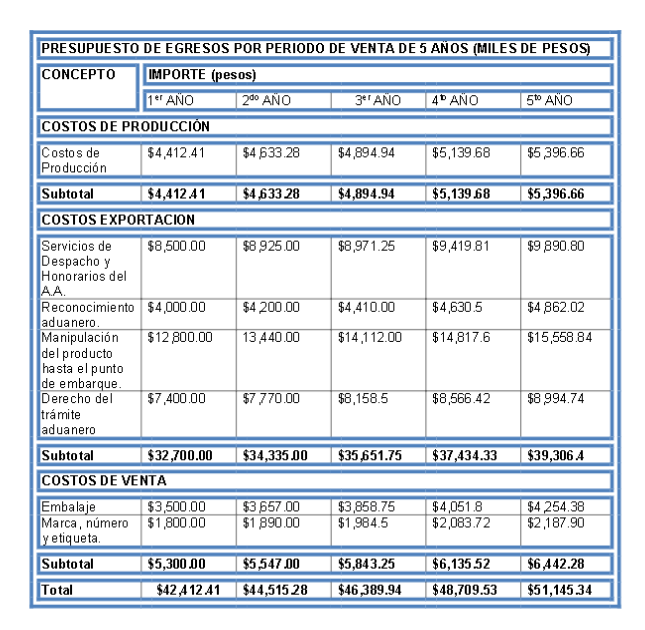 PRESUPUESTO DE EGRESOS POR PERIODO DE VENTA DE 5 AÑOS (MILES DE PESOS)
CONCEPTO IMPORTE (pesos)
1er AÑO 2do AÑO 3er AÑO 4to AÑO 5to AÑO
COSTOS DE PRODUCCIÓN
Costos de $4,412.41 $4,633.28 $4,894.94 $5,139.68 $5,396.66
Producción
Subtotal $4,412.41 $4,633.28 $4,894.94 $5,139.68 $5,396.66
COSTOS EXPORTACION
Servicios de $8,500.00 $8,925.00 $8,971.25 $9,419.81 $9,890.80
Despacho y
Honorarios del
A.A.
Reconocimiento $4,000.00 $4,200.00 $4,410.00 $4,630.5 $4,862.02
aduanero.
Manipulación $12,800.00 13,440.00 $14,112.00 $14,817.6 $15,558.84
del producto
hasta el punto
de embarque.
Derecho del $7,400.00 $7,770.00 $8,158.5 $8,566.42 $8,994.74
trámite
aduanero
Subtotal $32,700.00 $34,335.00 $35,651.75 $37,434.33 $39,306.4
COSTOS DE VENTA
Embalaje $3,500.00 $3,657.00 $3,858.75 $4,051.8 $4,254.38
Marca, número $1,800.00 $1,890.00 $1,984.5 $2,083.72 $2,187.90
y etiqueta.
Subtotal $5,300.00 $5,547.00 $5,843.25 $6,135.52 $6,442.28
Total $42,412.41 $44,515.28 $46,389.94 $48,709.53 $51,145.34